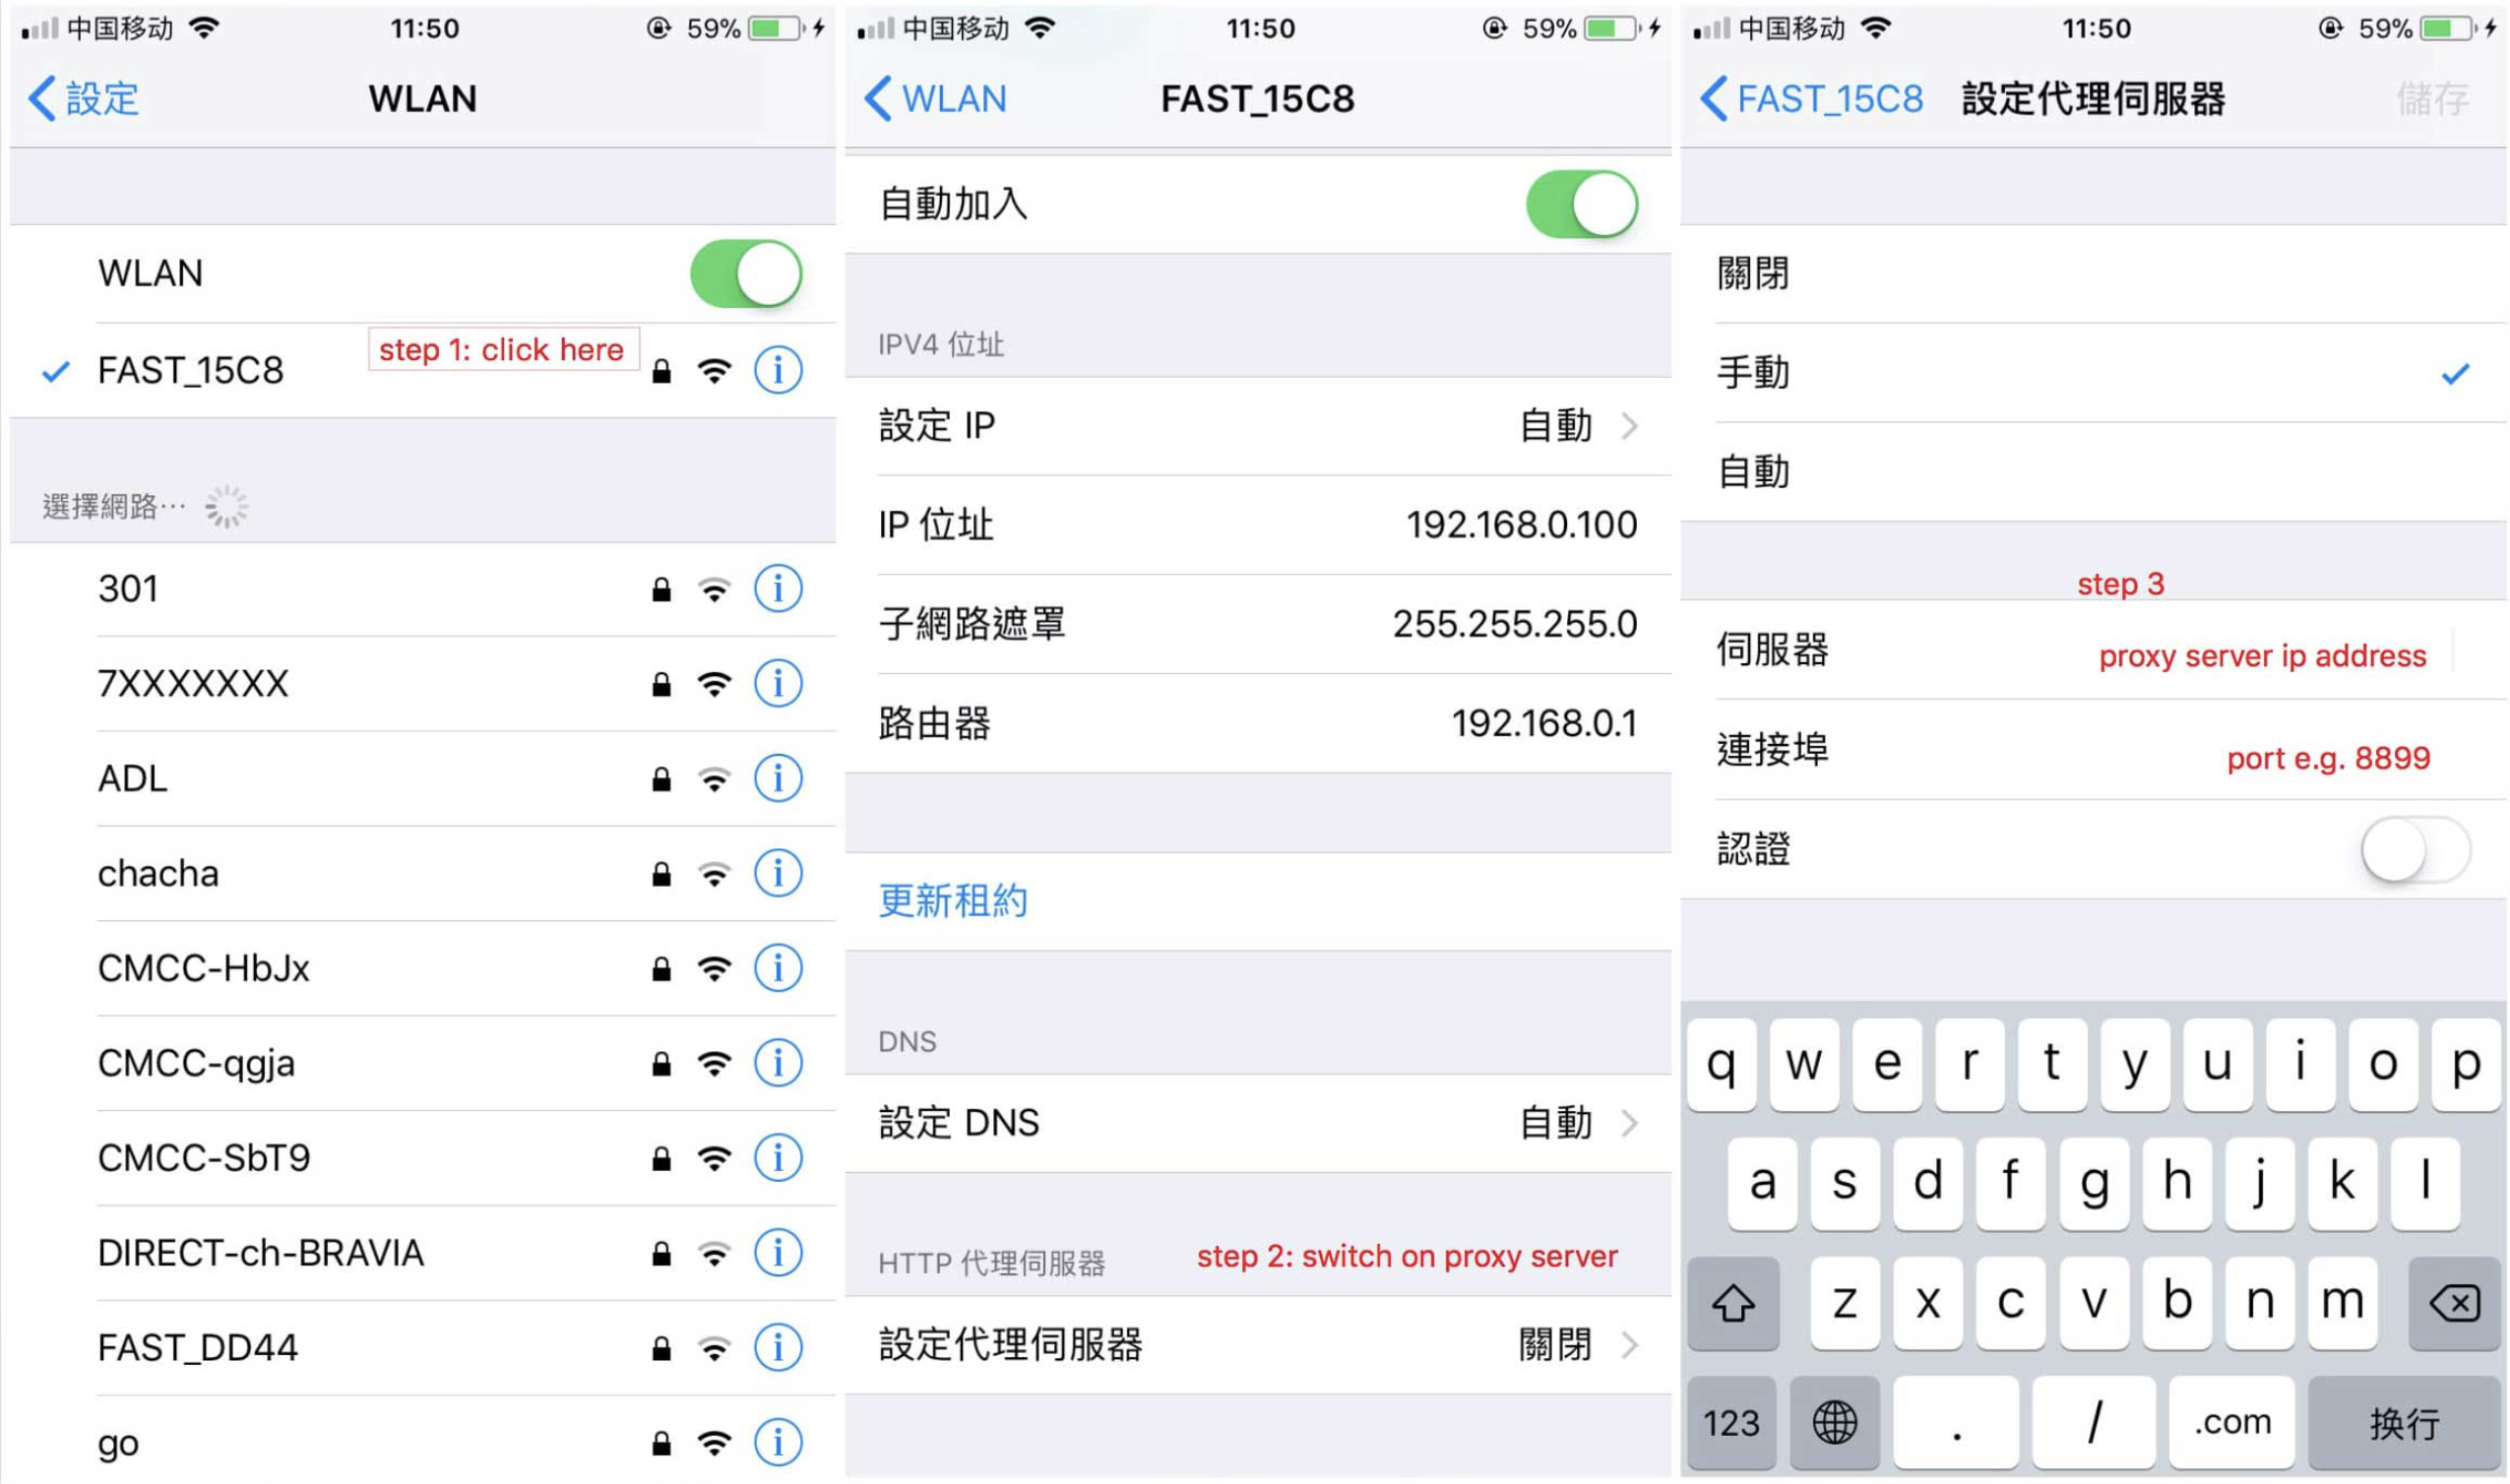 中国移动 11:50 59%
設定 WLAN
WLAN
step 1: click here
FAST_15C8
選擇網路…
301
7XXXXXXX
ADL
chacha
CMCC-HbJx
CMCC-qgja
CMCC-SbT9
DIRECT-ch-BRAVIA
FAST_DD44
go
中国移动 11:50 59%
WLAN FAST_15C8
自動加入
IPV4 位址
設定 IP 自動
IP 位址 192.168.0.100
子網路遮罩 255.255.255.0
路由器 192.168.0.1
更新租約
DNS
設定 DNS 自動
HTTP 代理伺服器 step 2: switch on proxy server
設定代理伺服器 關閉
中国移动 11:50 59%
FAST_15C8 設定代理伺服器 儲存
關閉
手動
自動
step 3
伺服器 proxy server ip address
連接埠 port e.g. 8899
認證
q w e r t y u i o p
a s d f g h j k l
z x c v b n m
123 . / .com 换行